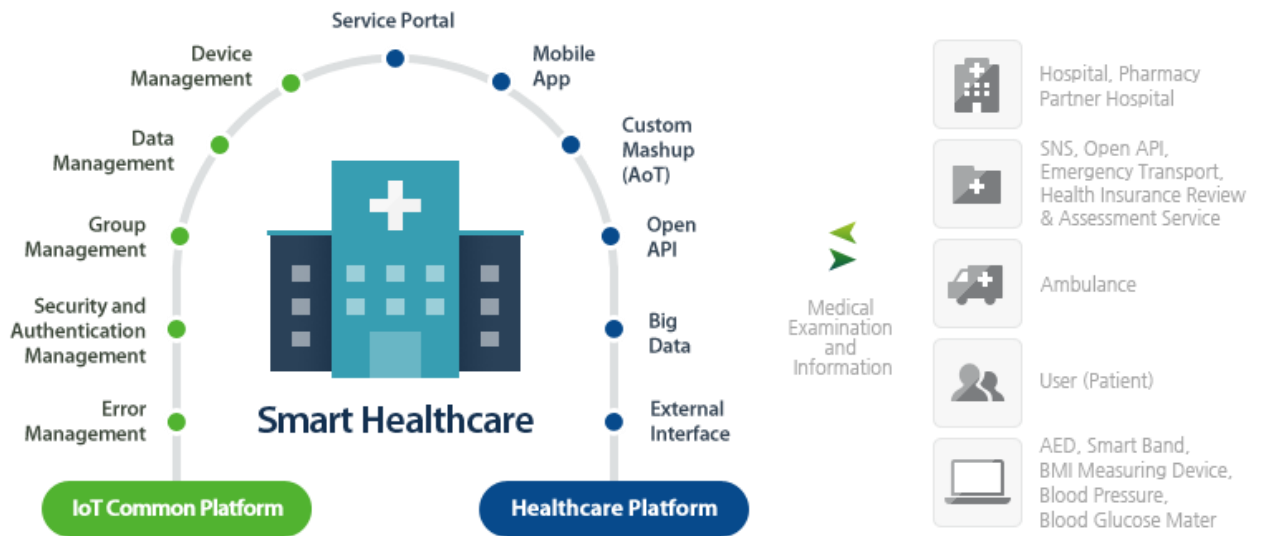 Service Portal
Device
Management
Mobile
App
Data
Management
Custom
Mashup
(AoT)
Group
Management
Open
API
Security and
Authentication
Management
Big
Data
Error
Management
External
Interface
Smart Healthcare
IoT Common Platform
Healthcare Platform
Medical
Examination
and
Information
Hospital, Pharmacy
Partner Hospital
SNS, Open API,
Emergency Transport,
Health Insurance Review
& Assessment Service
Ambulance
User (Patient)
AED, Smart Band,
BMI Measuring Device,
Blood Pressure,
Blood Glucose Mater